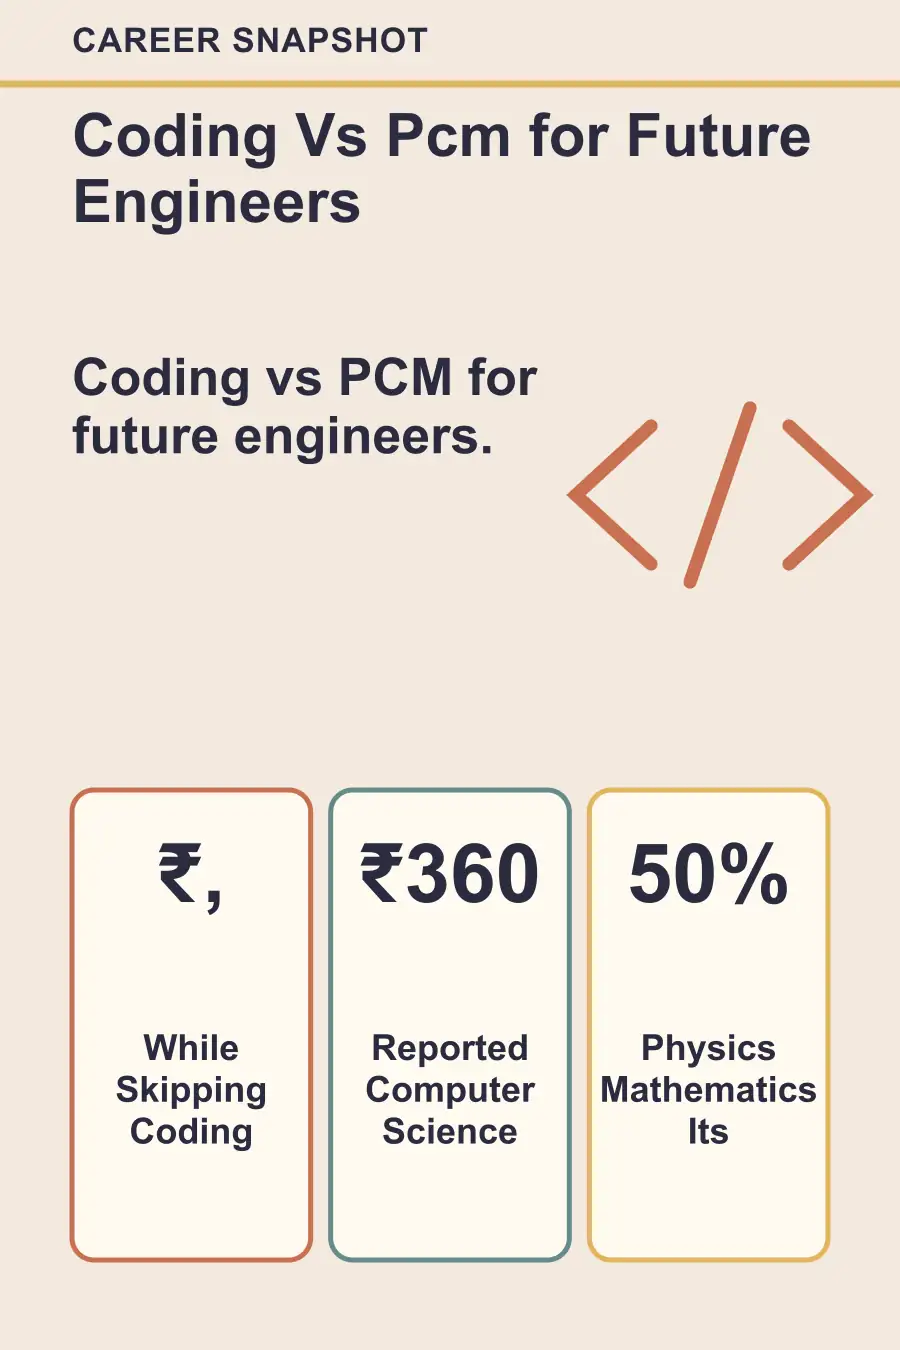 CAREER SNAPSHOT
Coding Vs Pcm for Future
Engineers
Coding vs PCM for
future engineers.
</>
₹,
While
Skipping
Coding
₹360
Reported
Computer
Science
50%
Physics
Mathematics
Its